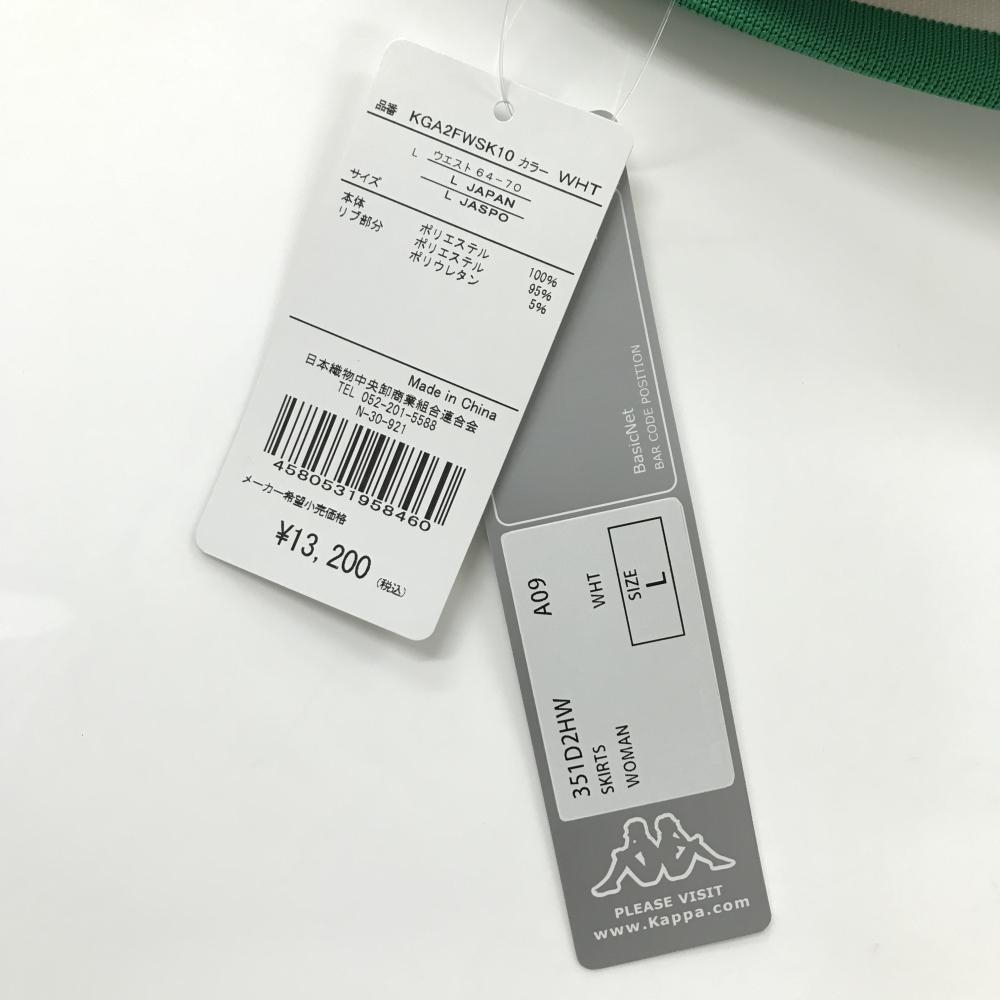 品番 KGA2FWSK10 カラー WHT
L ウエスト64-70
サイズ L JAPAN
L JASPO
本体 ポリエステル 100%
リブ部分 ポリエステル 95%
ポリウレタン 5%
Made in China
日本織物中央卸商業組合連合会
TEL 052-201-5588
N-30-921
4580531958460
メーカー希望小売価格
¥13,200 (税込)
BasicNet
BAR CODE POSITION
351D2HW A09
SKIRTS
WOMAN WHT
SIZE
L
PLEASE VISIT
www.Kappa.com